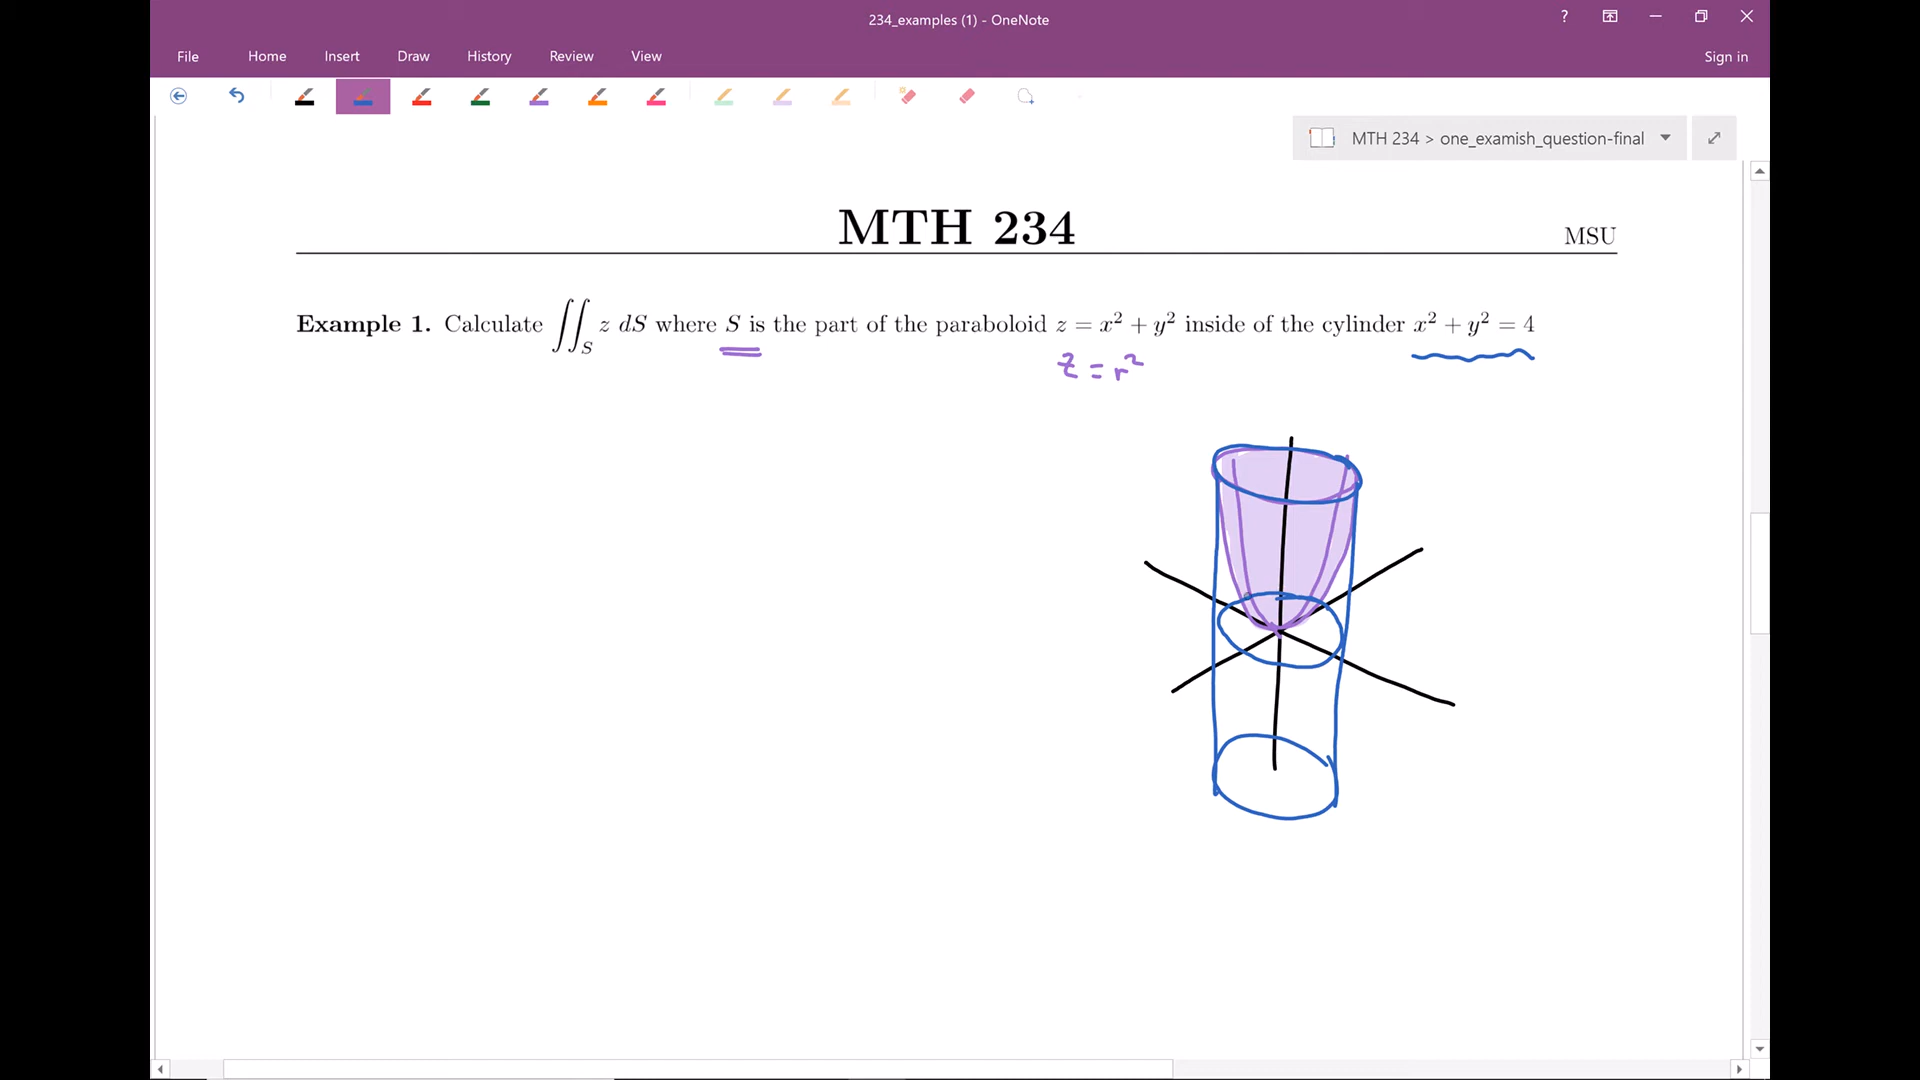 234_examples (1) - OneNote
?
File Home Insert Draw History Review View Sign in
MTH 234 > one_examish_question-final
MTH 234
MSU
Example 1. Calculate ∬_S z dS where S is the part of the paraboloid z = x² + y² inside of the cylinder x² + y² = 4
z = r²